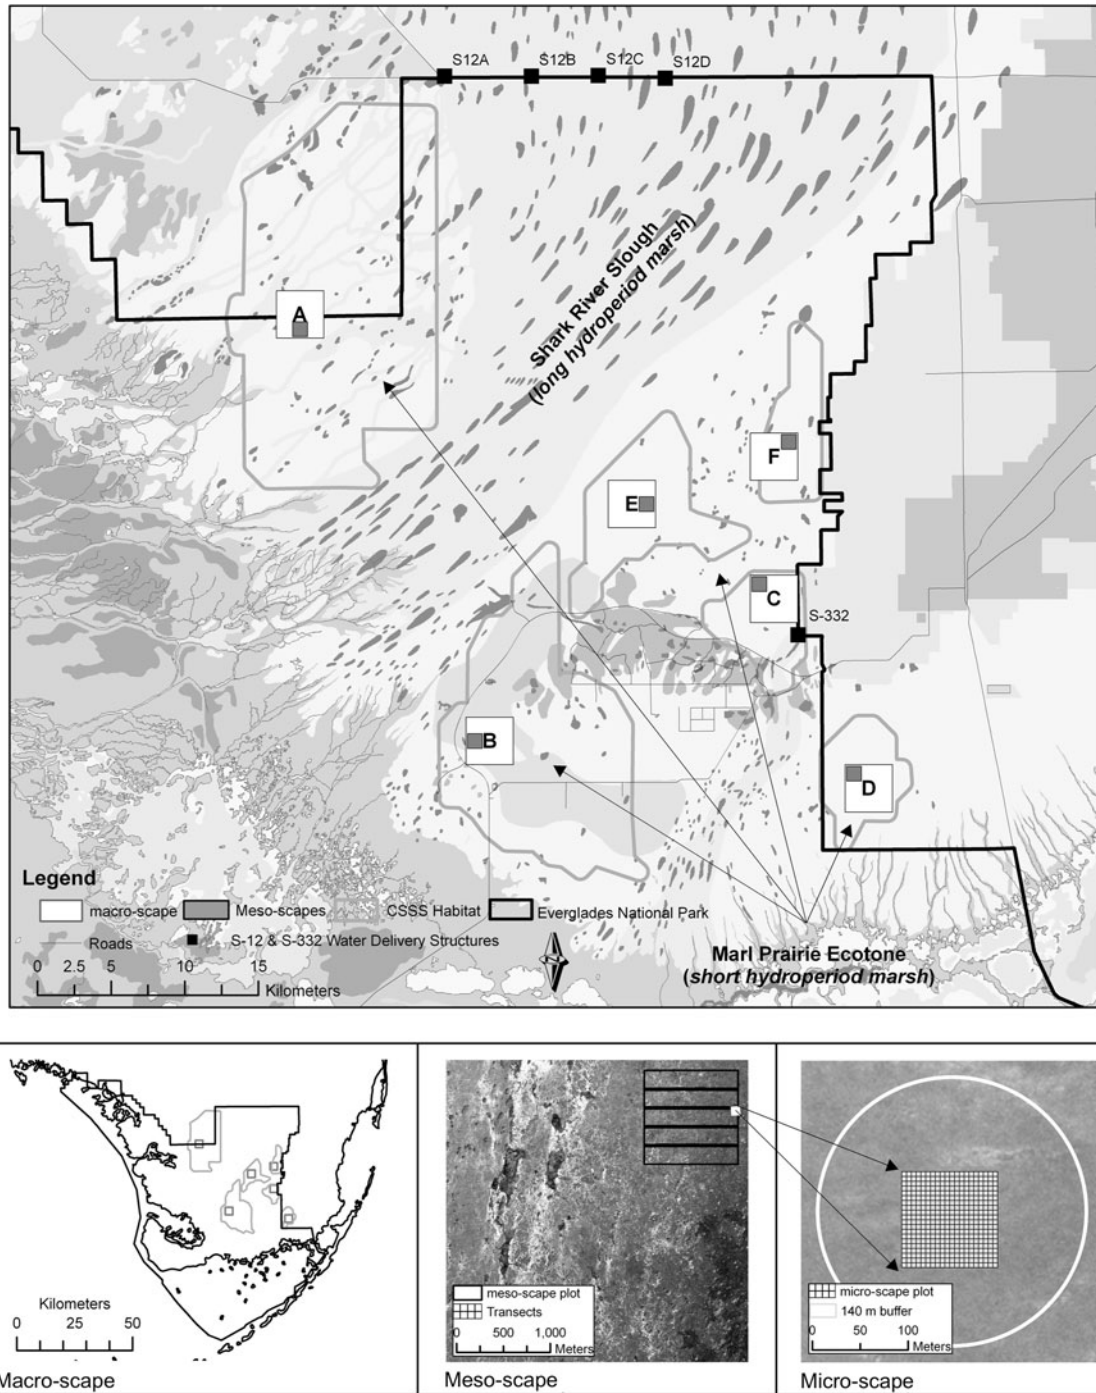 S12A
S12B
S12C
S12D
Shark River Slough
(long hydroperiod marsh)
A
F
E
C
S-332
B
D
Legend
macro-scape
Meso-scapes
CSSS Habitat
Everglades National Park
Roads
S-12 & S-332 Water Delivery Structures
0 2.5 5 10 15
Kilometers
N
Marl Prairie Ecotone
(short hydroperiod marsh)
Kilometers
0 25 50
Macro-scape
meso-scape plot
Transects
0 500 1,000
Meters
Meso-scape
micro-scape plot
140 m buffer
0 50 100
Meters
Micro-scape